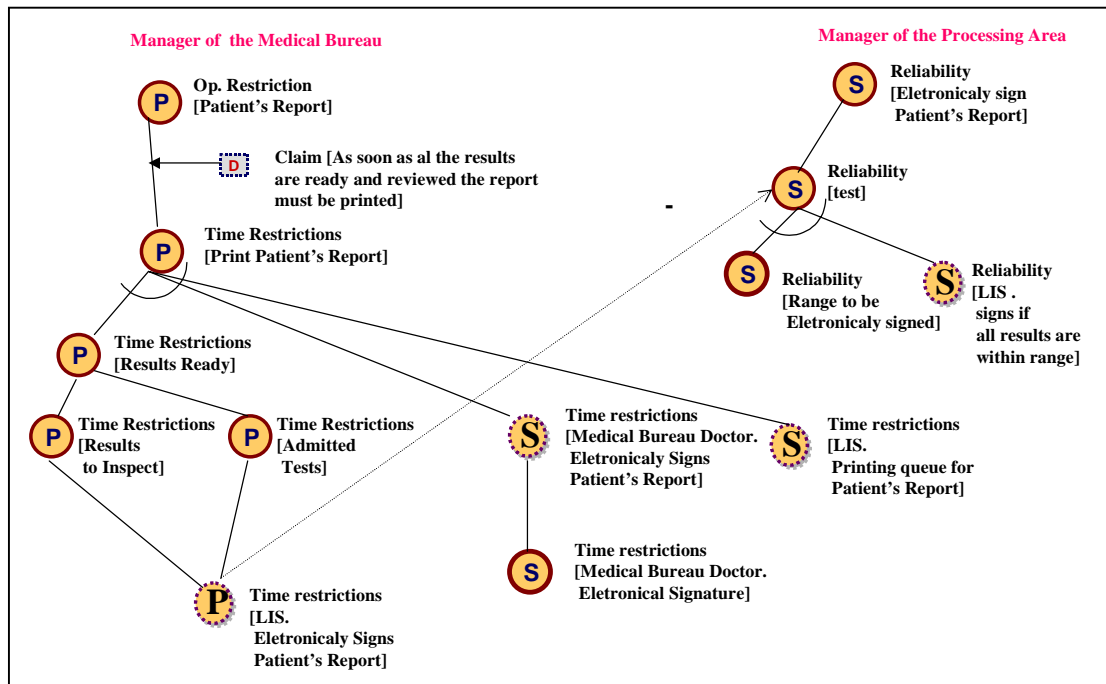 Manager of the Medical Bureau
Manager of the Processing Area
P
Op. Restriction
[Patient's Report]
D
Claim [As soon as al the results
are ready and reviewed the report
must be printed]
P
Time Restrictions
[Print Patient's Report]
P
Time Restrictions
[Results Ready]
P
Time Restrictions
[Results
to Inspect]
P
Time Restrictions
[Admitted
Tests]
P
Time restrictions
[LIS.
Eletronicaly Signs
Patient's Report]
S
Time restrictions
[Medical Bureau Doctor.
Eletronicaly Signs
Patient's Report]
S
Time restrictions
[Medical Bureau Doctor.
Eletronical Signature]
S
Time restrictions
[LIS.
Printing queue for
Patient's Report]
-
S
Reliability
[Eletronicaly sign
Patient's Report]
S
Reliability
[test]
S
Reliability
[Range to be
Eletronicaly signed]
S
Reliability
[LIS .
signs if
all results are
within range]